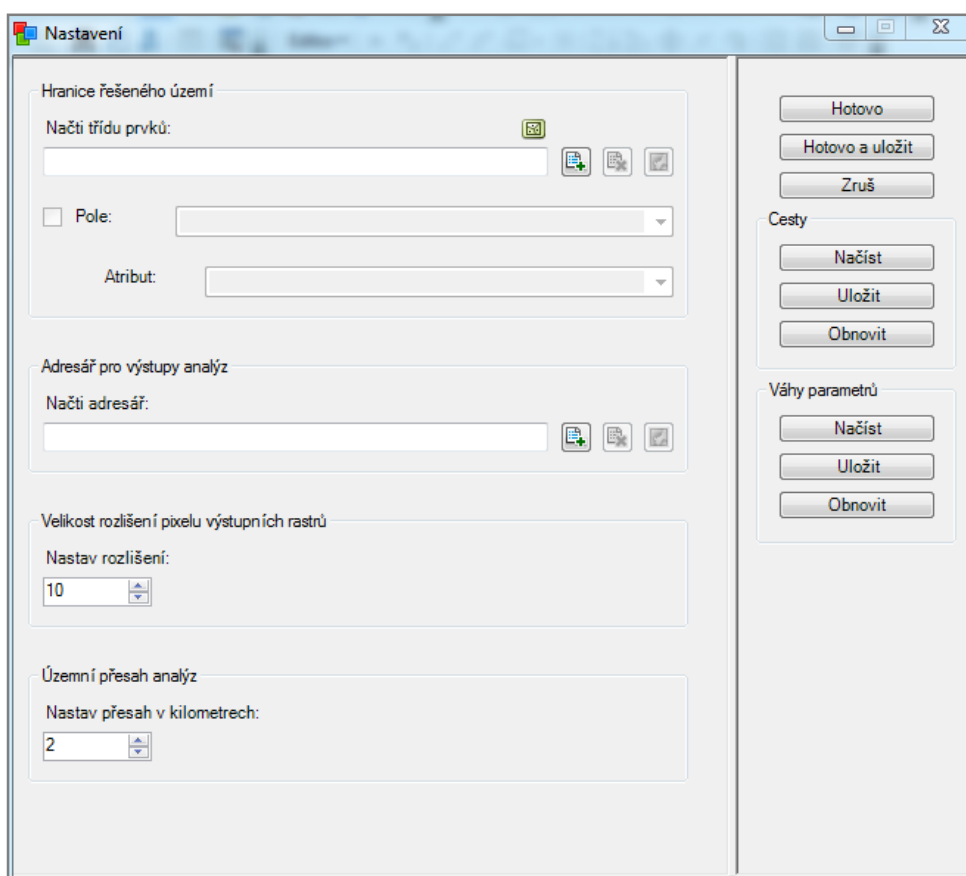 Nastavení
Hranice řešeného území
Načti třídu prvků:
Pole:
Atribut:
Adresář pro výstupy analýz
Načti adresář:
Velikost rozlišení pixelu výstupních rastrů
Nastav rozlišení:
10
Územní přesah analýz
Nastav přesah v kilometrech:
2
Hotovo
Hotovo a uložit
Zruš
Cesty
Načíst
Uložit
Obnovit
Váhy parametrů
Načíst
Uložit
Obnovit